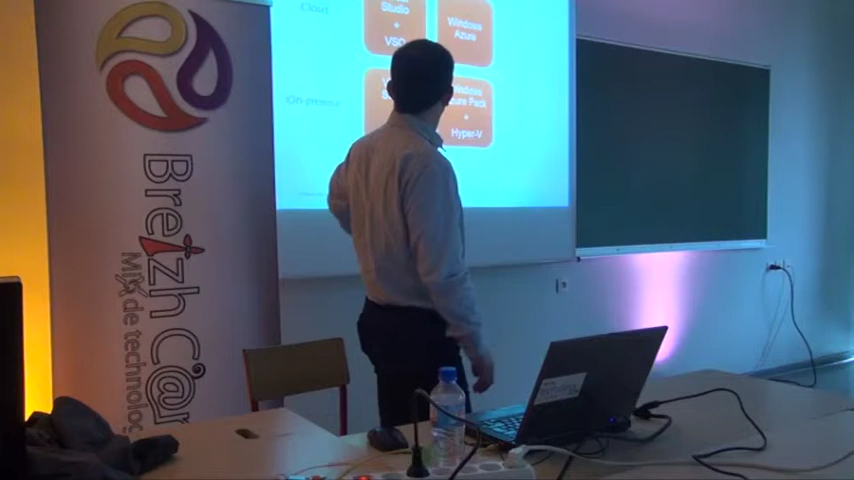 Cloud
Studio
+
VSO
Windows
Azure
On-premise
Windows
Azure Pack
+
Hyper-V
Breizh C@mp
Mix de technologies